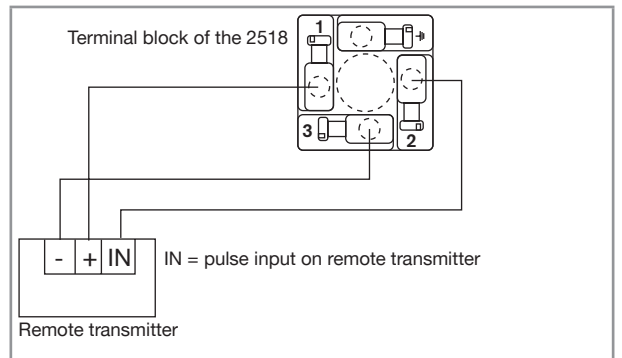 Terminal block of the 2518
1
3
2
- + IN
IN = pulse input on remote transmitter
Remote transmitter